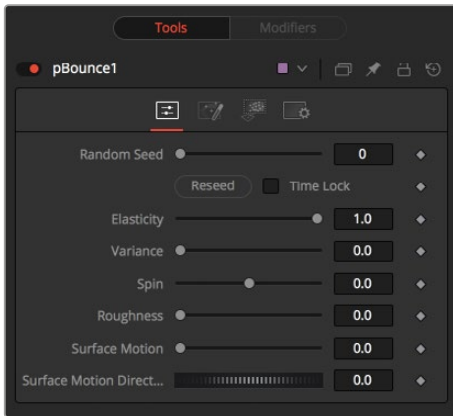 Tools Modifiers
pBounce1
Random Seed 0
Reseed Time Lock
Elasticity 1.0
Variance 0.0
Spin 0.0
Roughness 0.0
Surface Motion 0.0
Surface Motion Direct... 0.0